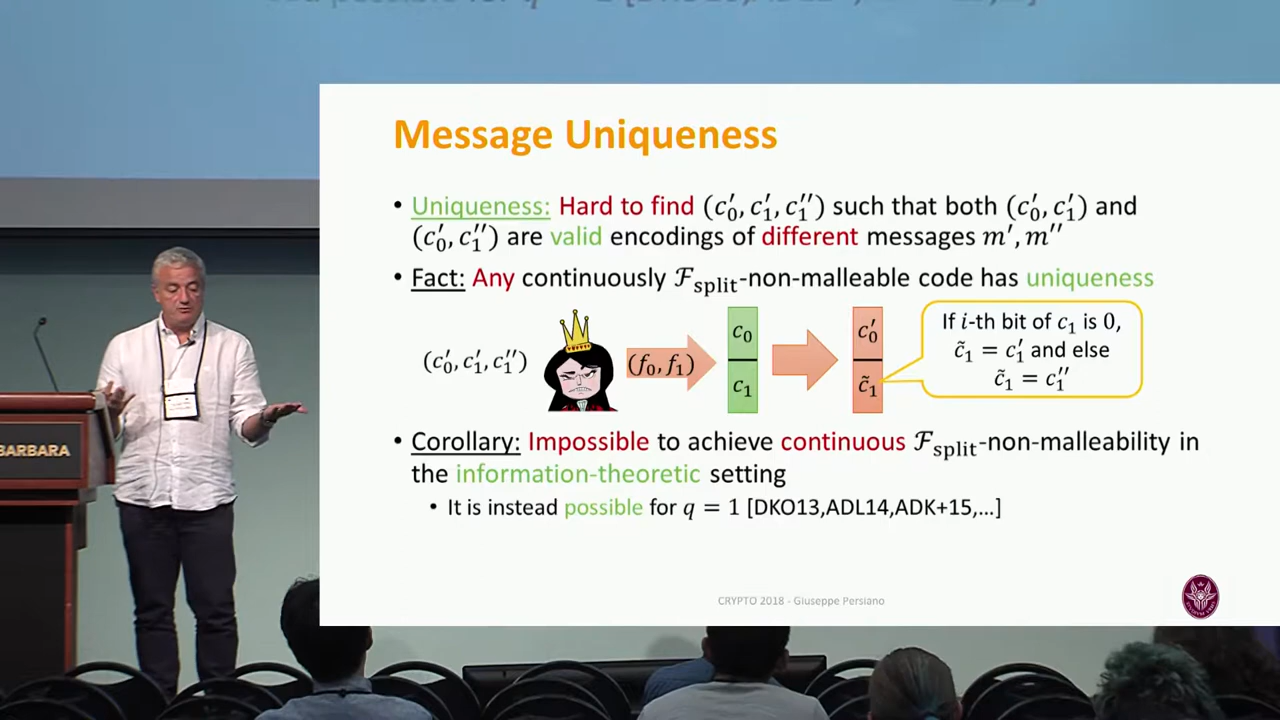 Message Uniqueness
• Uniqueness: Hard to find (c′₀, c′₁, c′′₁) such that both (c′₀, c′₁) and
(c′₀, c′′₁) are valid encodings of different messages m′, m′′
• Fact: Any continuously ℱsplit-non-malleable code has uniqueness
(c′₀, c′₁, c′′₁)
(f₀, f₁)
c₀
c₁
c′₀
c̃₁
If i-th bit of c₁ is 0,
c̃₁ = c′₁ and else
c̃₁ = c′′₁
• Corollary: Impossible to achieve continuous ℱsplit-non-malleability in
the information-theoretic setting
• It is instead possible for q = 1 [DKO13,ADL14,ADK+15,…]
CRYPTO 2018 - Giuseppe Persiano
BARBARA